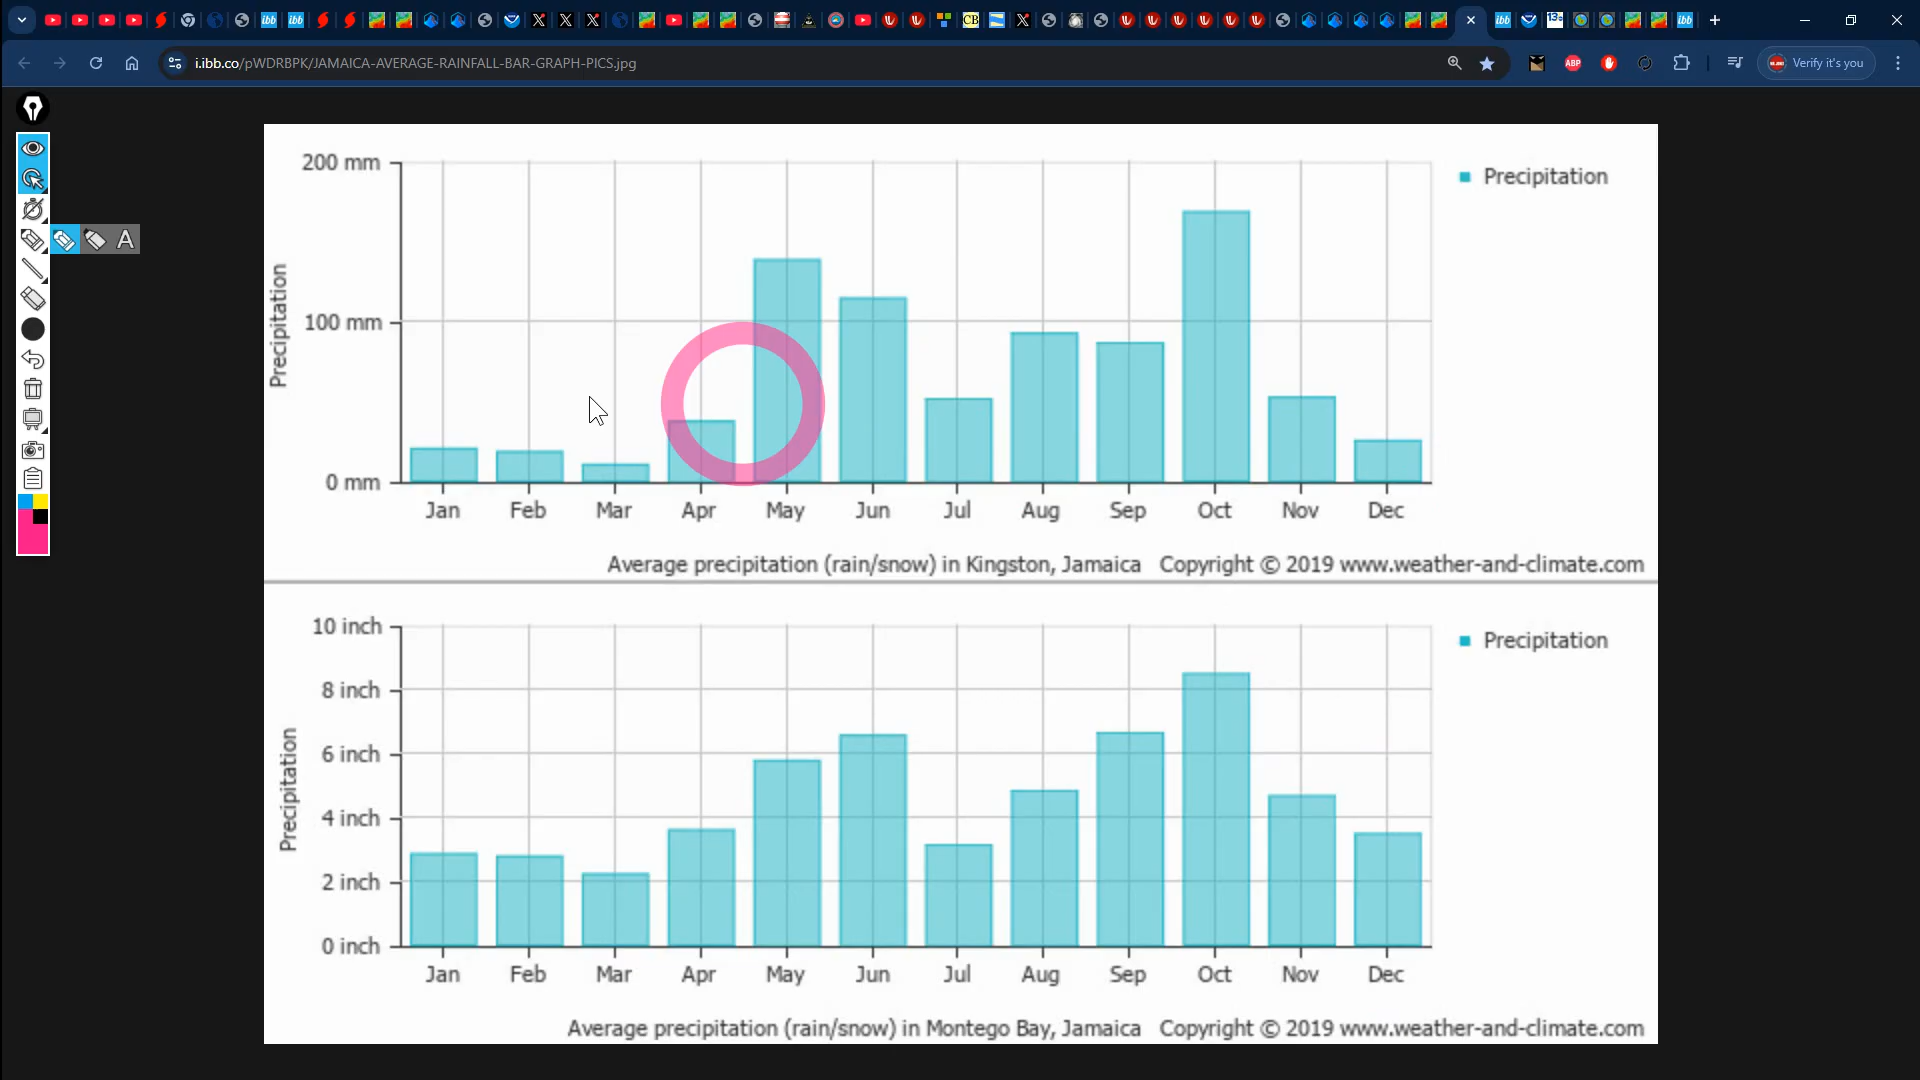 i.ibb.co/pWDRBPK/JAMAICA-AVERAGE-RAINFALL-BAR-GRAPH-PICS.jpg
ABP
Verify it's you
A
200 mm
100 mm
0 mm
Precipitation
Precipitation
Jan Feb Mar Apr May Jun Jul Aug Sep Oct Nov Dec
Average precipitation (rain/snow) in Kingston, Jamaica Copyright © 2019 www.weather-and-climate.com
10 inch
8 inch
6 inch
4 inch
2 inch
0 inch
Precipitation
Precipitation
Jan Feb Mar Apr May Jun Jul Aug Sep Oct Nov Dec
Average precipitation (rain/snow) in Montego Bay, Jamaica Copyright © 2019 www.weather-and-climate.com